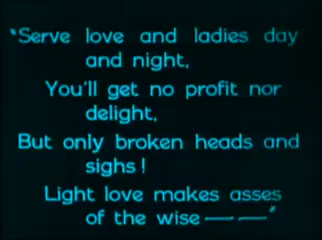 "Serve love and ladies day
and night,
You'll get no profit nor
delight,
But only broken heads and
sighs!
Light love makes asses
of the wise — —"